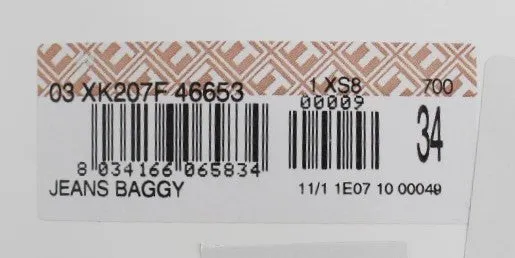 03 XK207F 46653 1 XS8 700
00009
34
8 034166 065834
JEANS BAGGY 11/1 1E07 10 00049